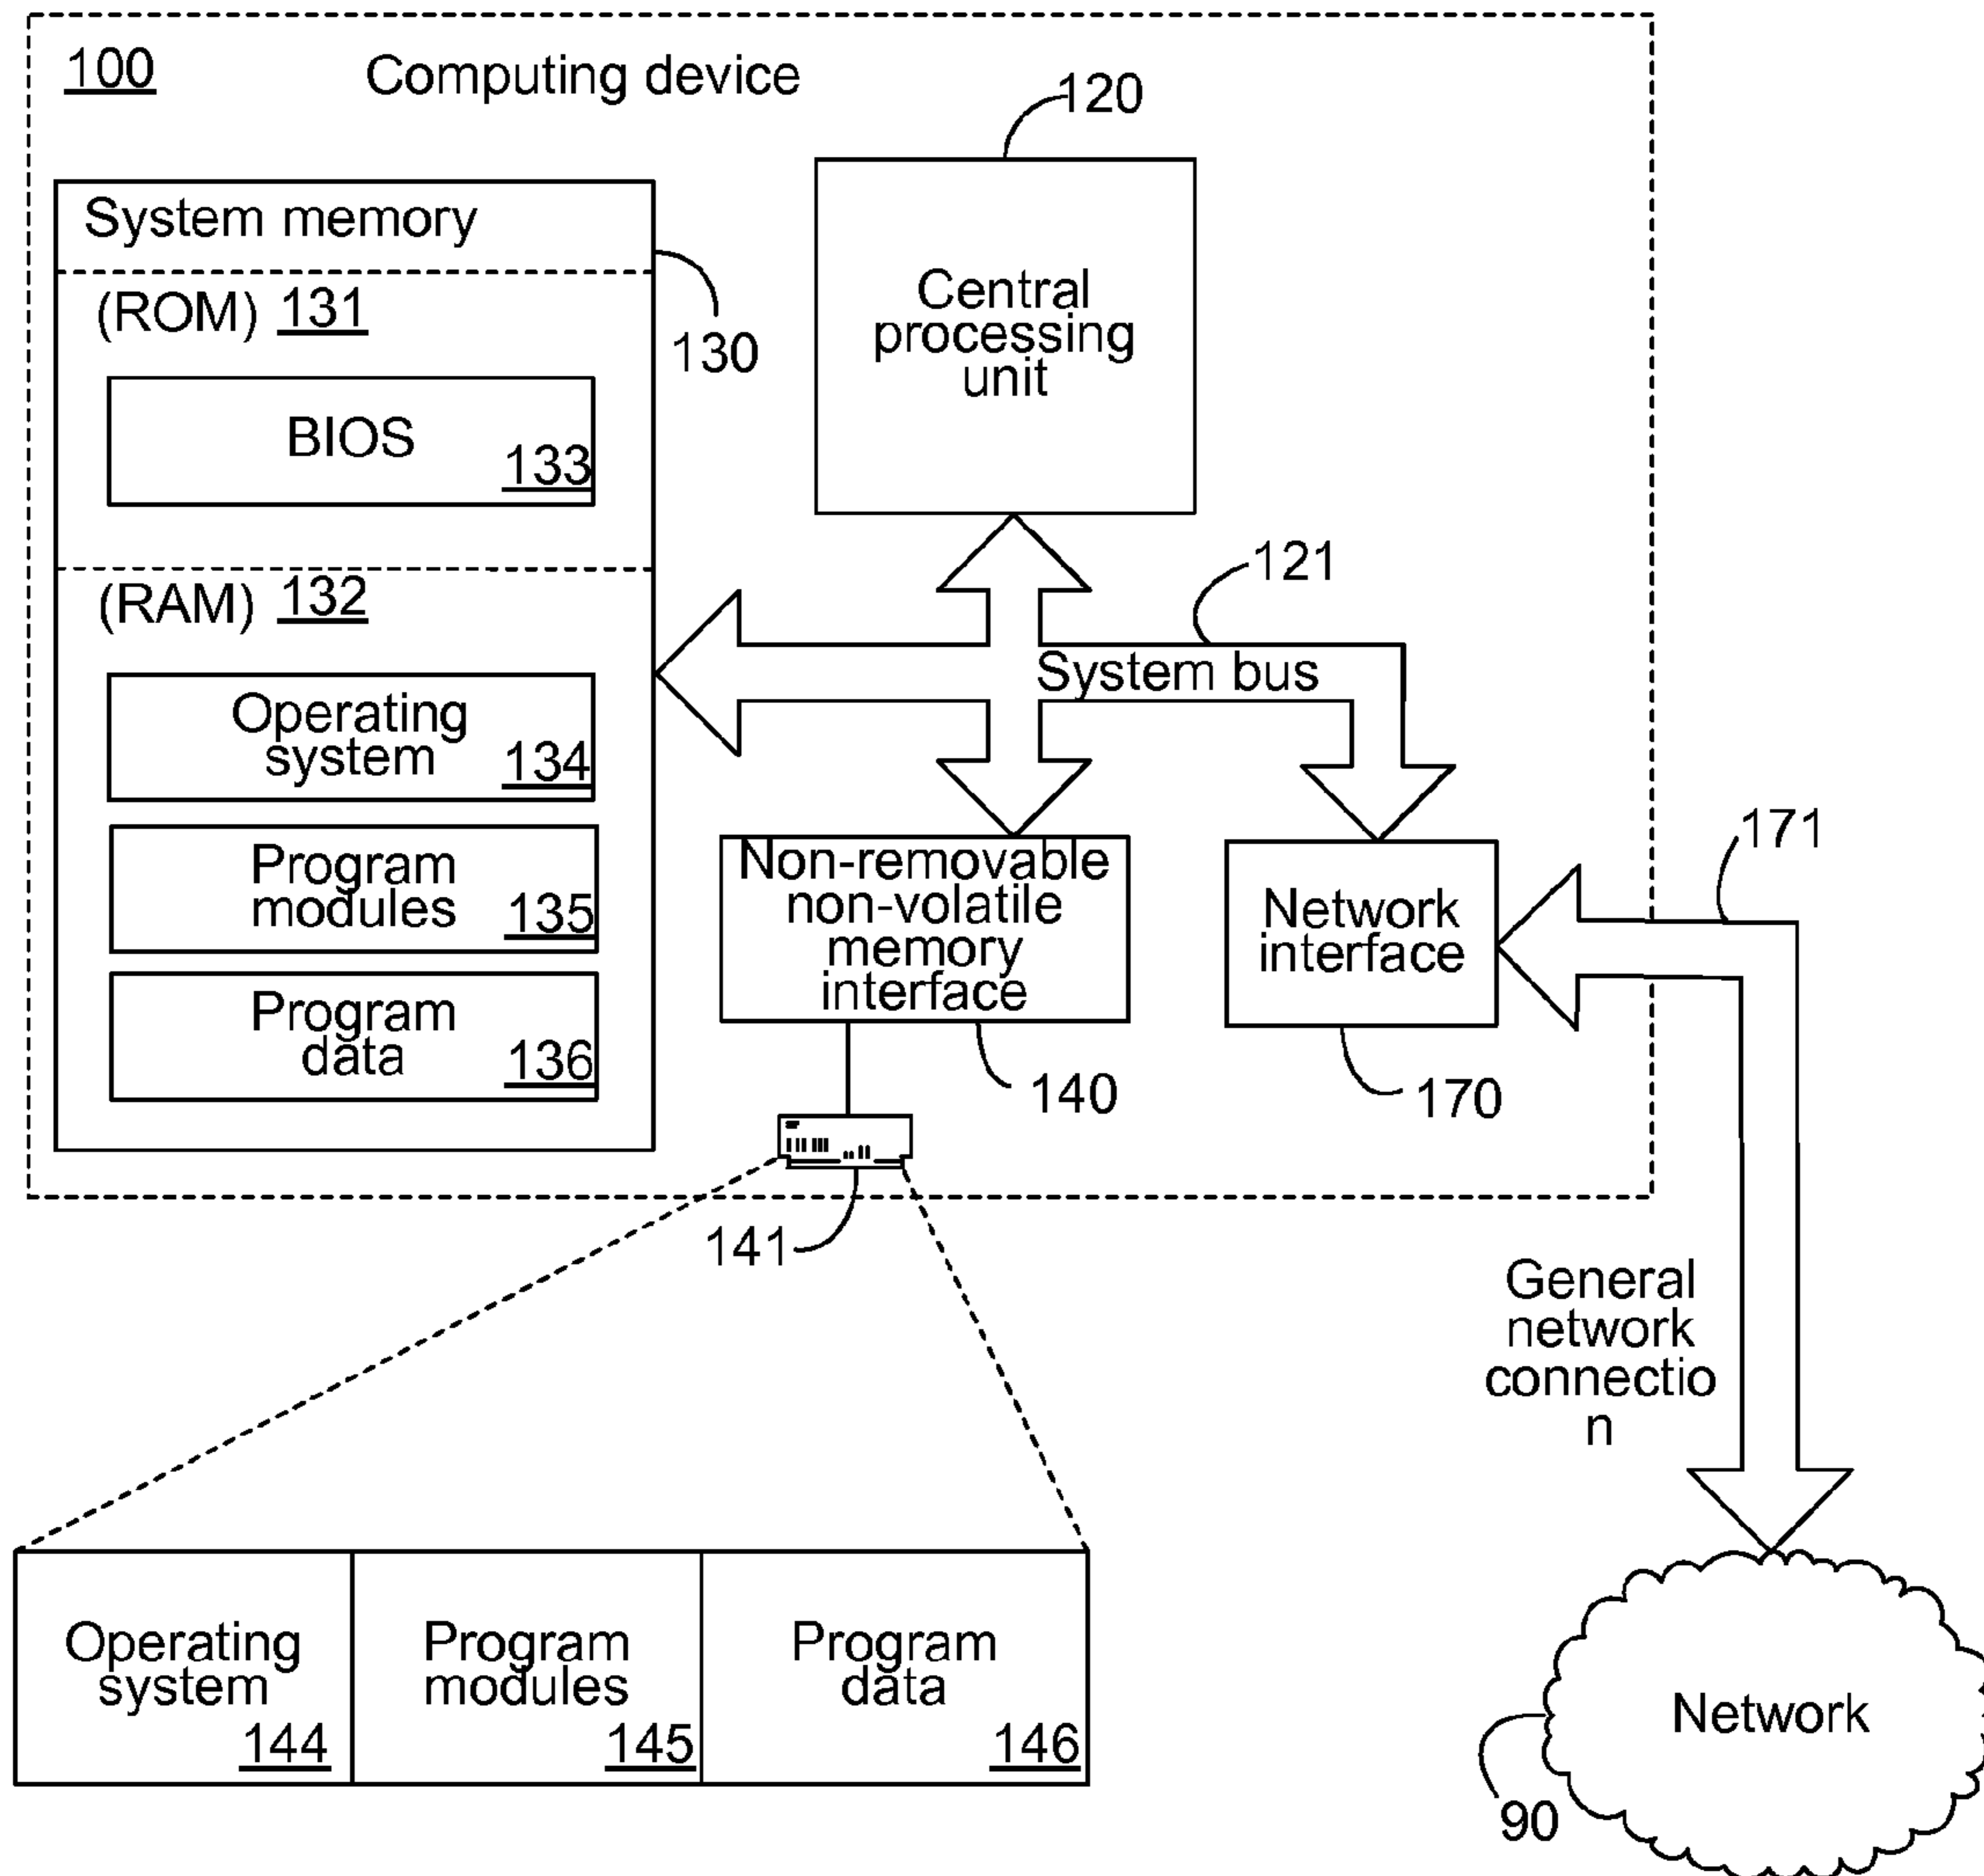 100 Computing device
120
System memory
(ROM) 131
130
BIOS
133
Central
processing
unit
(RAM) 132
121
System bus
Operating
system 134
Program
modules 135
Program
data 136
Non-removable
non-volatile
memory
interface
140
141
Network
interface
170
171
General
network
connectio
n
Operating
system
144
Program
modules
145
Program
data
146
Network
90